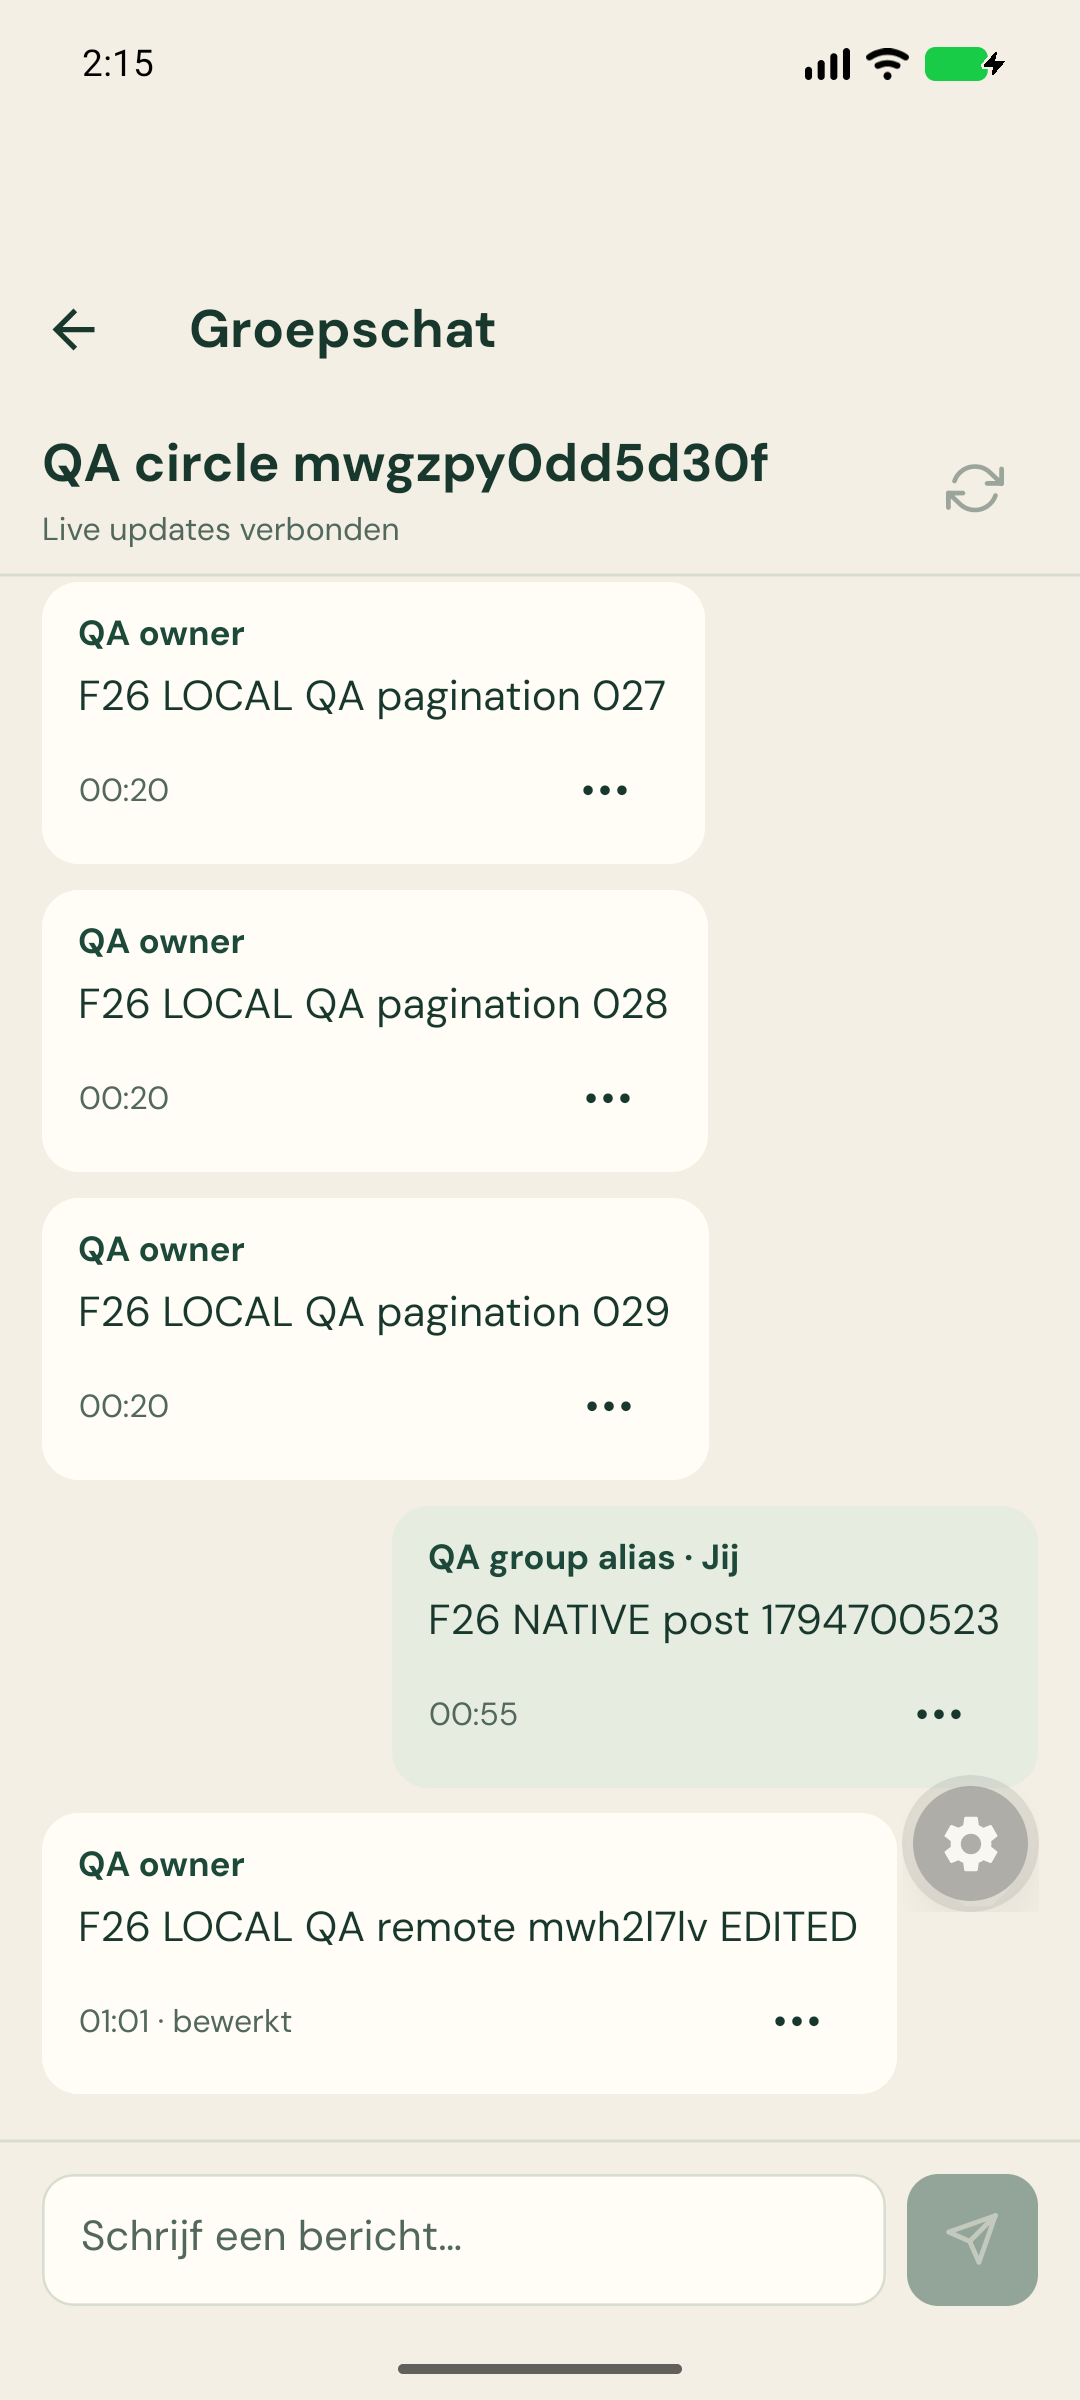 2:15
Groepschat
QA circle mwgzpy0dd5d30f
Live updates verbonden
QA owner
F26 LOCAL QA pagination 027
00:20
QA owner
F26 LOCAL QA pagination 028
00:20
QA owner
F26 LOCAL QA pagination 029
00:20
QA group alias · Jij
F26 NATIVE post 1794700523
00:55
QA owner
F26 LOCAL QA remote mwh2l7lv EDITED
01:01 · bewerkt
Schrijf een bericht...